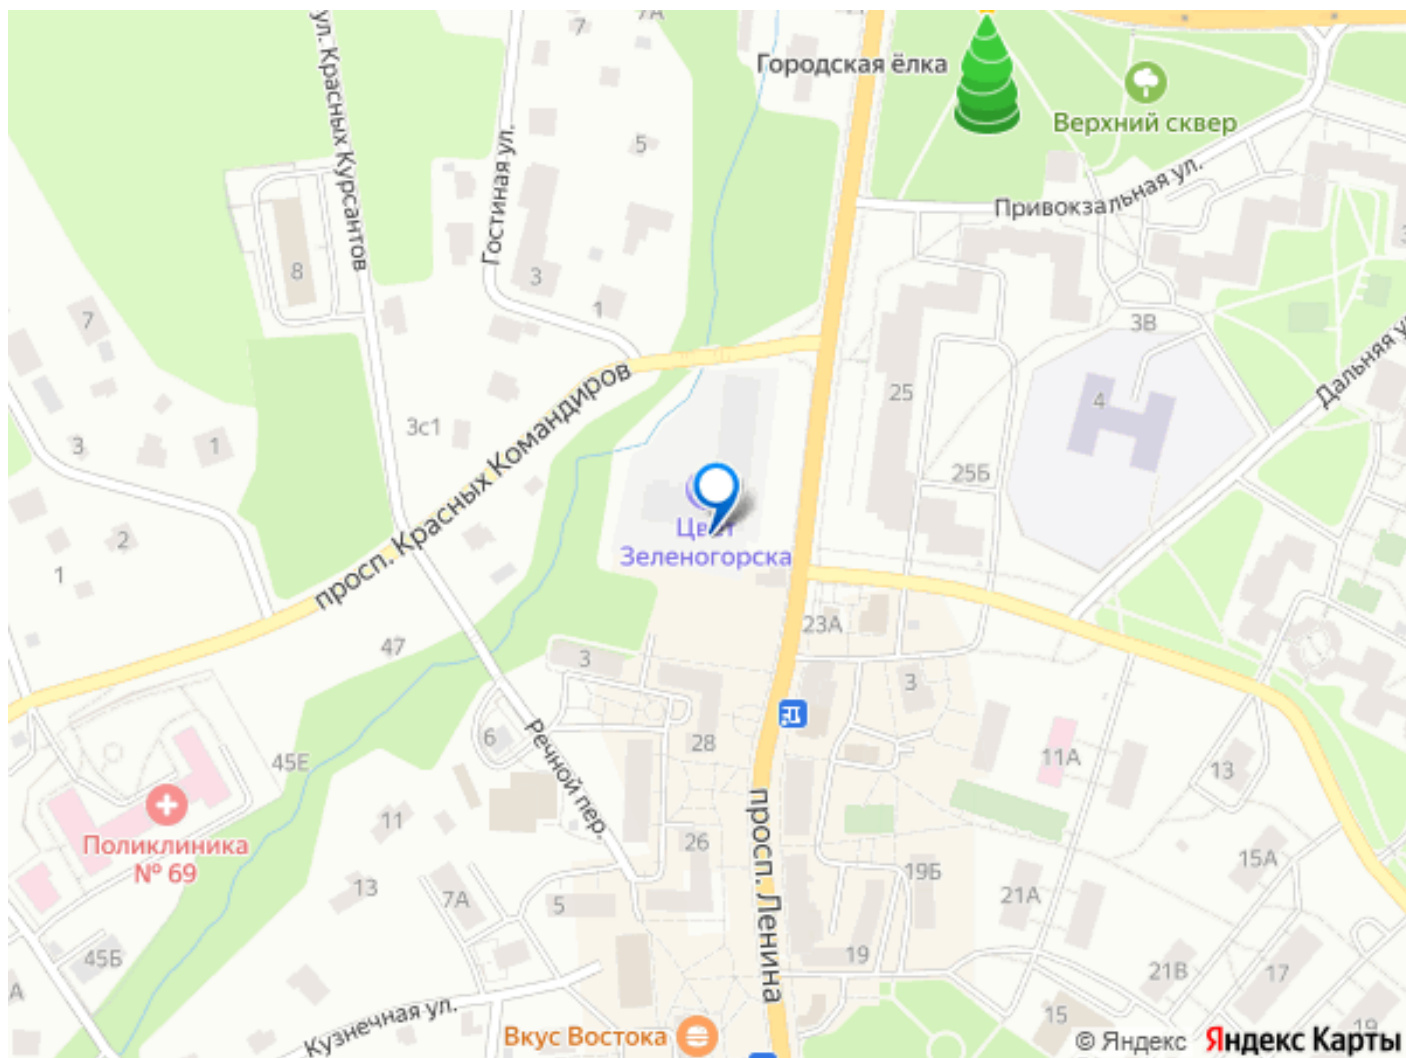 7А
7
ул. Красных Курсантов
Гостиная ул.
Городская ёлка
Верхний сквер
5
Привокзальная ул.
8
3
1
7
3В
Дальняя ул.
просп. Красных Командиров
25
4
3с1
3
1
25Б
2
1
Цвет
Зеленогорска
23А
47
3
3
6
28
Речной пер.
45Е
11А
13
Поликлиника
№ 69
11
26
просп. Ленина
15А
13
7А
5
19Б
21А
45Б
19
21В
17
А
Кузнечная ул.
Вкус Востока
15
19
© Яндекс Яндекс Карты